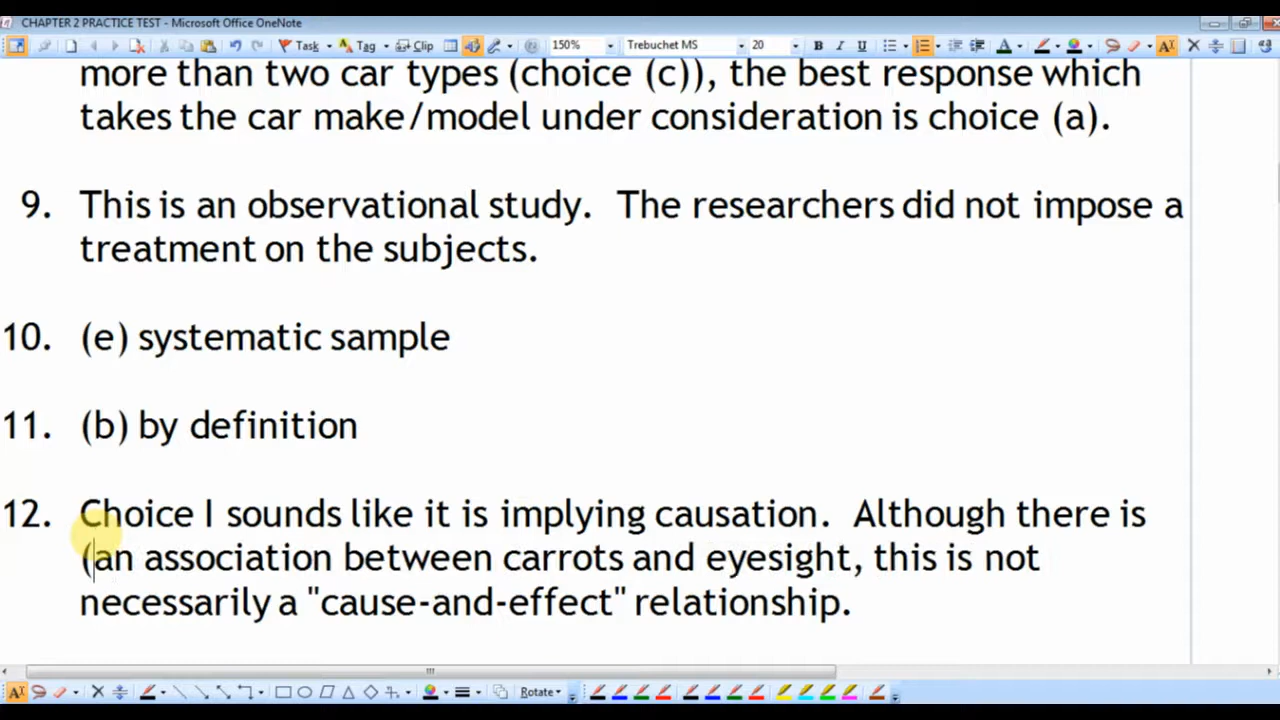 CHAPTER 2 PRACTICE TEST - Microsoft Office OneNote
Task Tag Clip 150% Trebuchet MS 20 B I U
more than two car types (choice (c)), the best response which
takes the car make/model under consideration is choice (a).
9. This is an observational study. The researchers did not impose a
treatment on the subjects.
10. (e) systematic sample
11. (b) by definition
12. Choice I sounds like it is implying causation. Although there is
(an association between carrots and eyesight, this is not
necessarily a "cause-and-effect" relationship.
Rotate